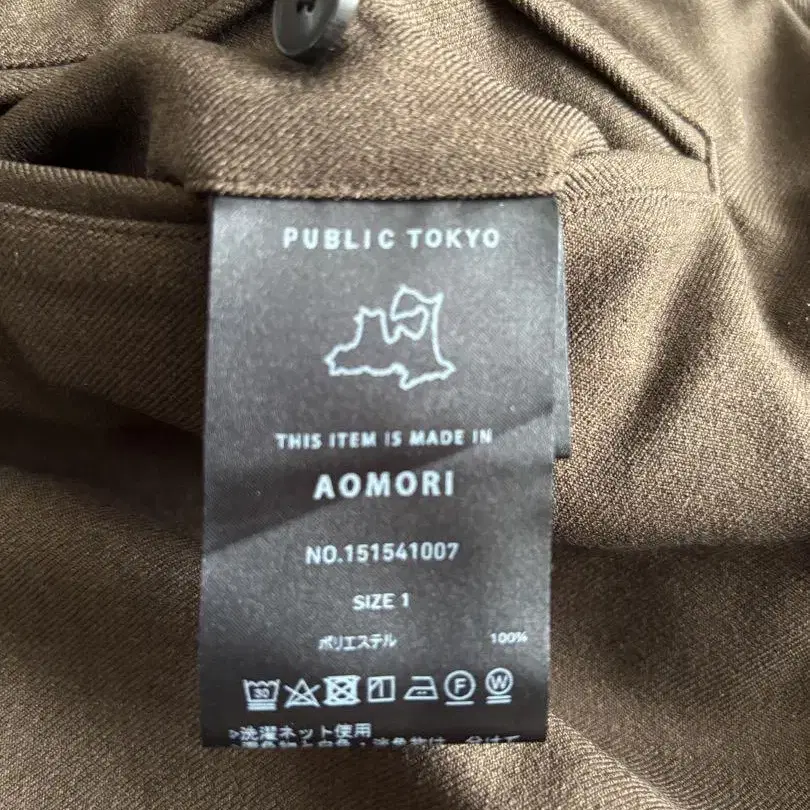 PUBLIC TOKYO
THIS ITEM IS MADE IN
AOMORI
NO.151541007
SIZE 1
ポリエステル 100%
30
F W
>洗濯ネット使用